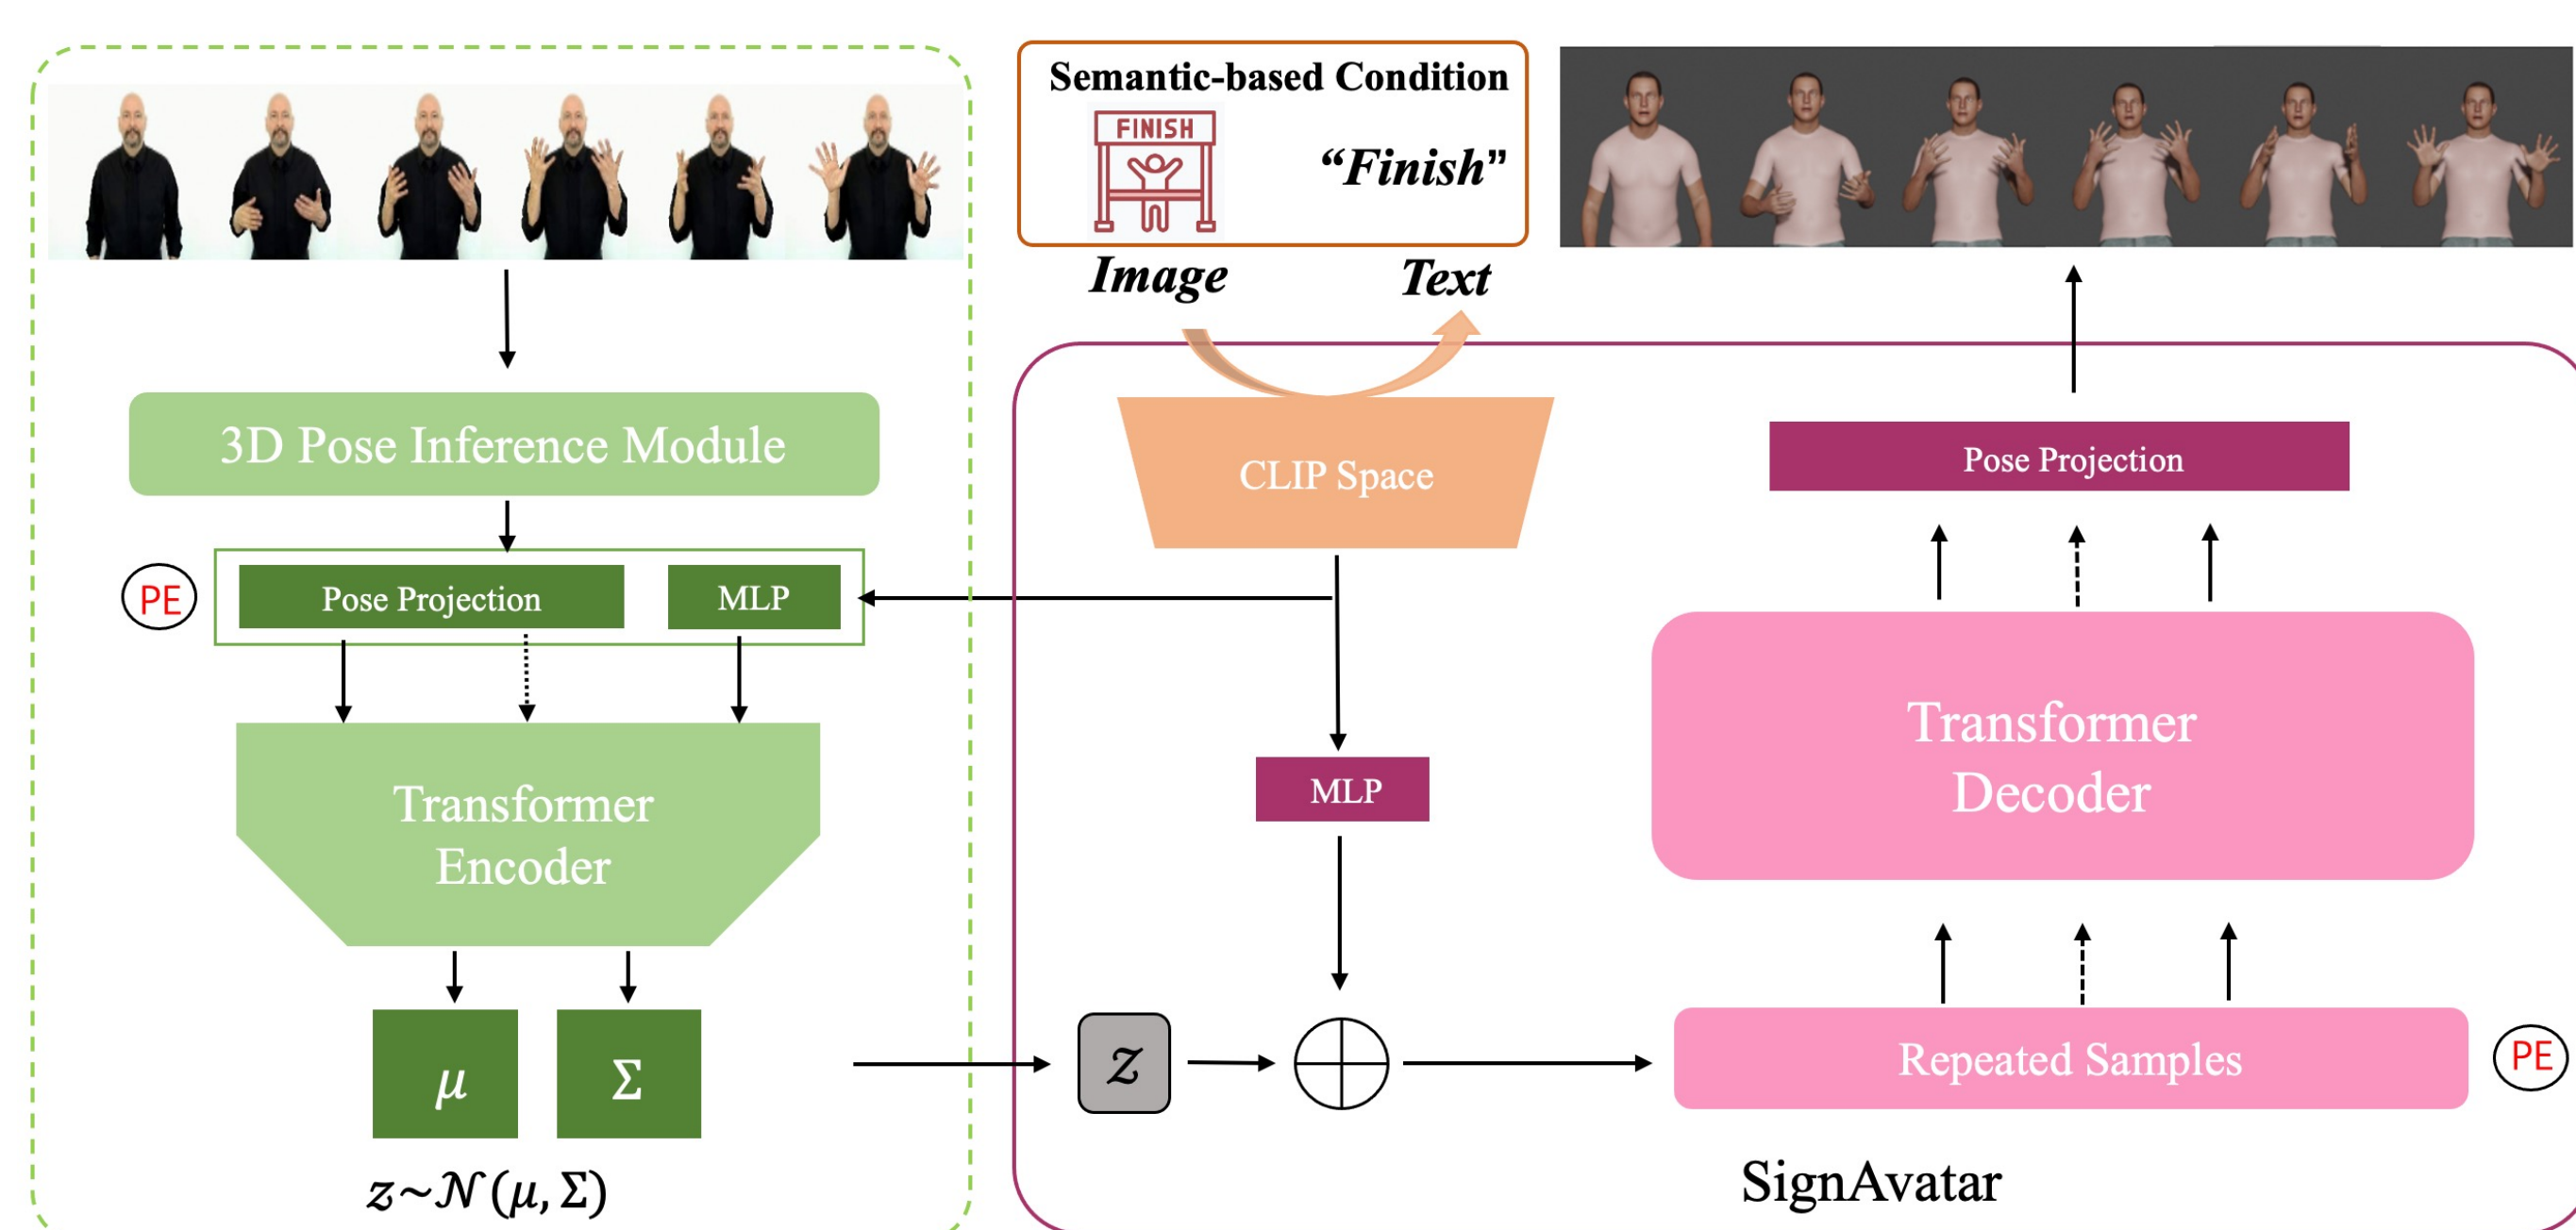 Semantic-based Condition
FINISH
“Finish”
Image
Text
3D Pose Inference Module
CLIP Space
Pose Projection
PE
Pose Projection
MLP
Transformer
Encoder
Transformer
Decoder
MLP
μ
Σ
z
Repeated Samples
PE
z~𝒩(μ, Σ)
SignAvatar